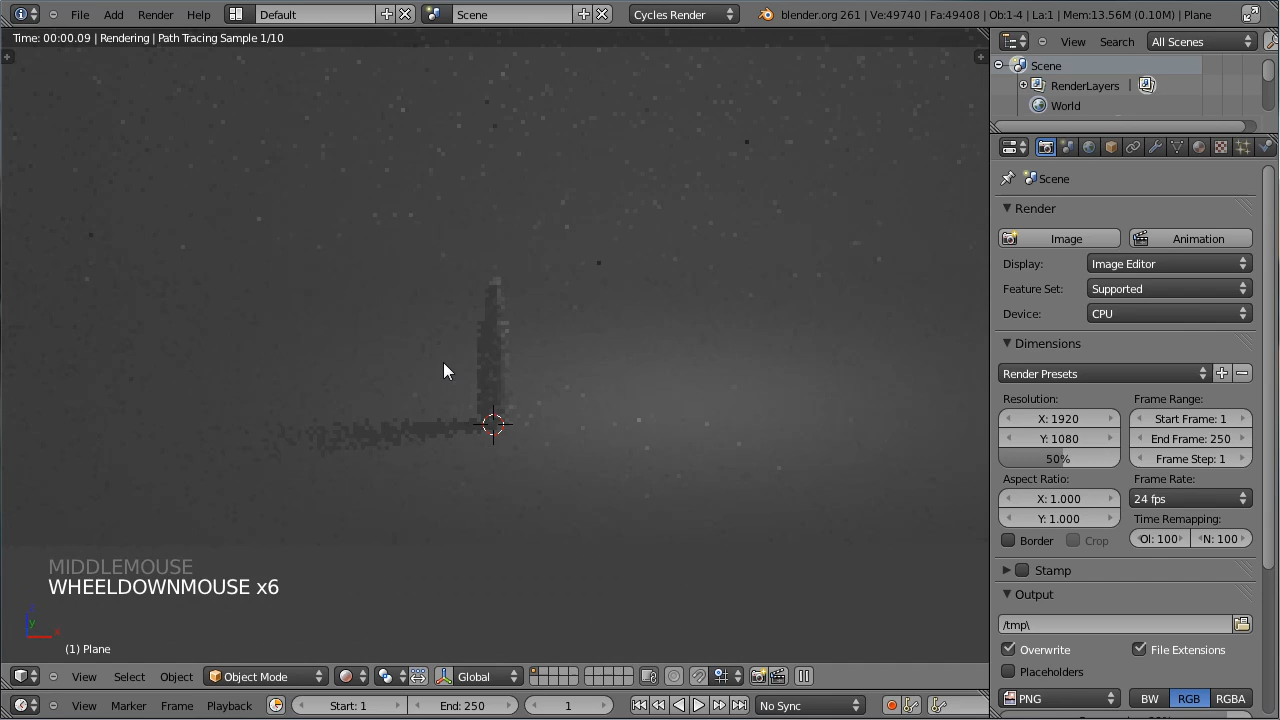 File Add Render Help Default Scene Cycles Render blender.org 261 | Ve:49740 | Fa:49408 | Ob:1-4 | La:1 | Mem:13.56M (0.10M) | Plane
Time: 00:00.09 | Rendering | Path Tracing Sample 1/10
View Search All Scenes
Scene
RenderLayers |
World
Scene
Render
Image Animation
Display: Image Editor
Feature Set: Supported
Device: CPU
Dimensions
Render Presets
Resolution: Frame Range:
X: 1920 Start Frame: 1
Y: 1080 End Frame: 250
50% Frame Step: 1
Aspect Ratio: Frame Rate:
X: 1.000 24 fps
Y: 1.000 Time Remapping:
Border Crop Ol: 100 N: 100
Stamp
Output
/tmp\
Overwrite File Extensions
Placeholders
PNG BW RGB RGBA
MIDDLEMOUSE
WHEELDOWNMOUSE x6
y x
(1) Plane
View Select Object Object Mode Global
View Marker Frame Playback Start: 1 End: 250 1 No Sync